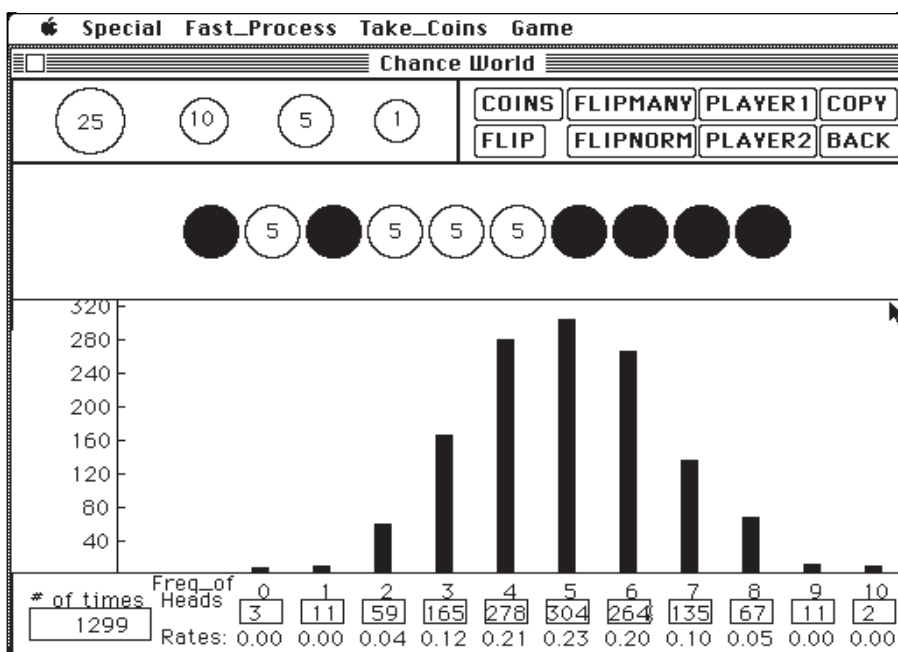 Special Fast_Process Take_Coins Game
Chance World
25 10 5 1
COINS FLIPMANY PLAYER1 COPY
FLIP FLIPNORM PLAYER2 BACK
5 5 5 5
320
280
240
200
160
120
80
40
# of times
1299
Freq_of
Heads
0 1 2 3 4 5 6 7 8 9 10
3 11 59 165 278 304 264 135 67 11 2
Rates: 0.00 0.00 0.04 0.12 0.21 0.23 0.20 0.10 0.05 0.00 0.00